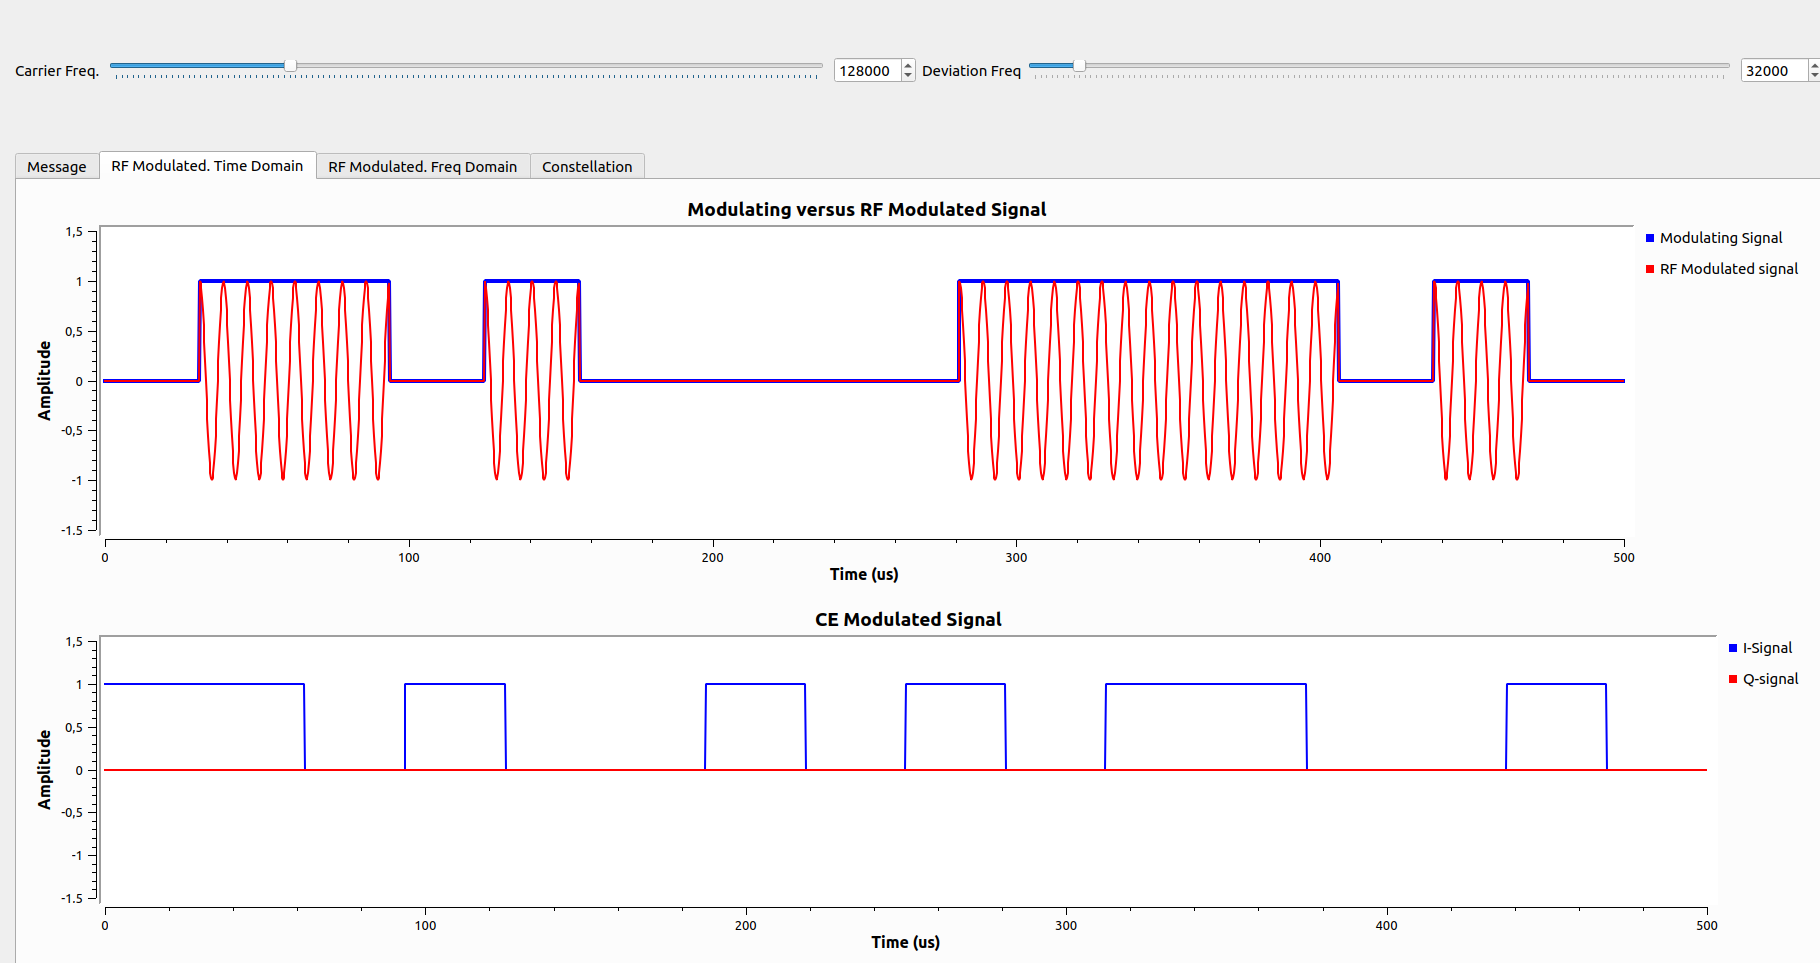 Carrier Freq. 128000 Deviation Freq 32000
Message RF Modulated. Time Domain RF Modulated. Freq Domain Constellation
Modulating versus RF Modulated Signal
1,5
1
0,5
0
-0,5
-1
-1.5
Amplitude
0 100 200 300 400 500
Time (us)
Modulating Signal
RF Modulated signal
CE Modulated Signal
1,5
1
0,5
0
-0,5
-1
-1.5
Amplitude
0 100 200 300 400 500
Time (us)
I-Signal
Q-signal